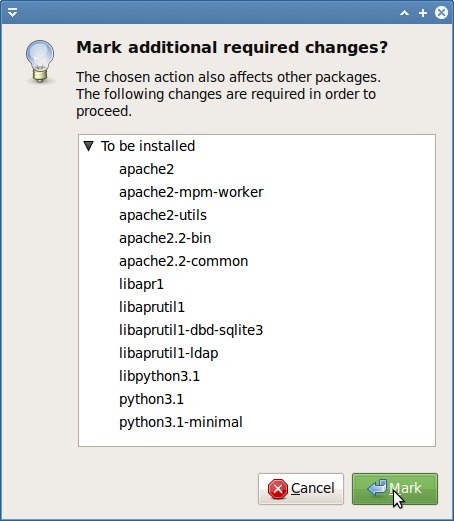 Mark additional required changes?
The chosen action also affects other packages.
The following changes are required in order to
proceed.
To be installed
apache2
apache2-mpm-worker
apache2-utils
apache2.2-bin
apache2.2-common
libapr1
libaprutil1
libaprutil1-dbd-sqlite3
libaprutil1-ldap
libpython3.1
python3.1
python3.1-minimal
Cancel
Mark